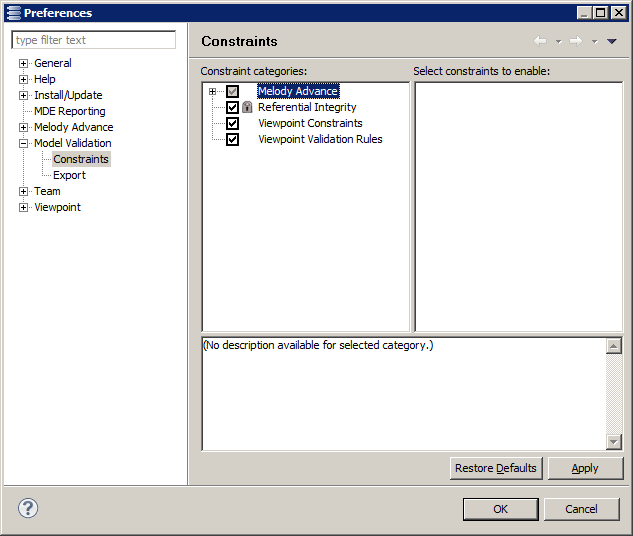 Preferences
type filter text
General
Help
Install/Update
MDE Reporting
Melody Advance
Model Validation
Constraints
Export
Team
Viewpoint
Constraints
Constraint categories:
Melody Advance
Referential Integrity
Viewpoint Constraints
Viewpoint Validation Rules
Select constraints to enable:
(No description available for selected category.)
Restore Defaults
Apply
?
OK
Cancel